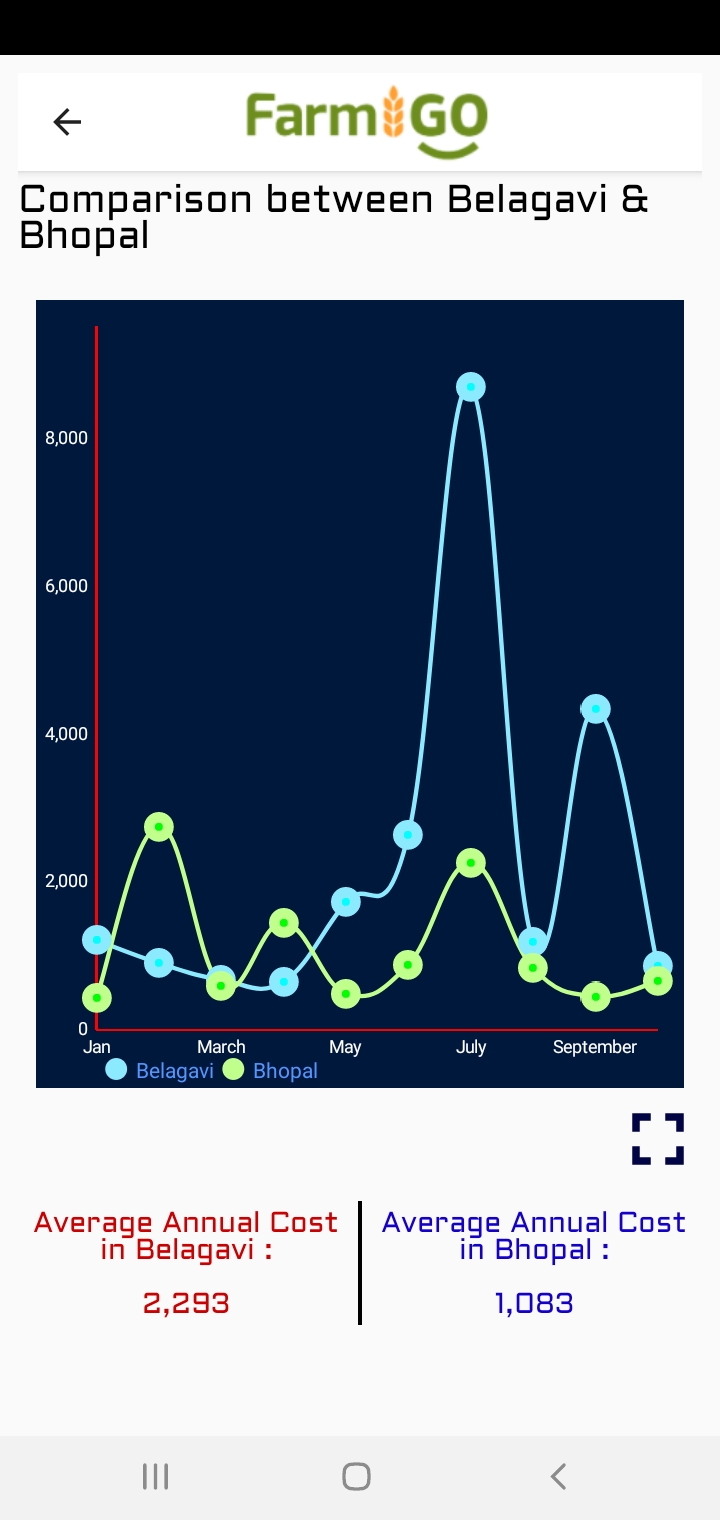 FarmGO
Comparison between Belagavi &
Bhopal
8,000
6,000
4,000
2,000
0
Jan March May July September
Belagavi Bhopal
Average Annual Cost
in Belagavi :
2,293
Average Annual Cost
in Bhopal :
1,083